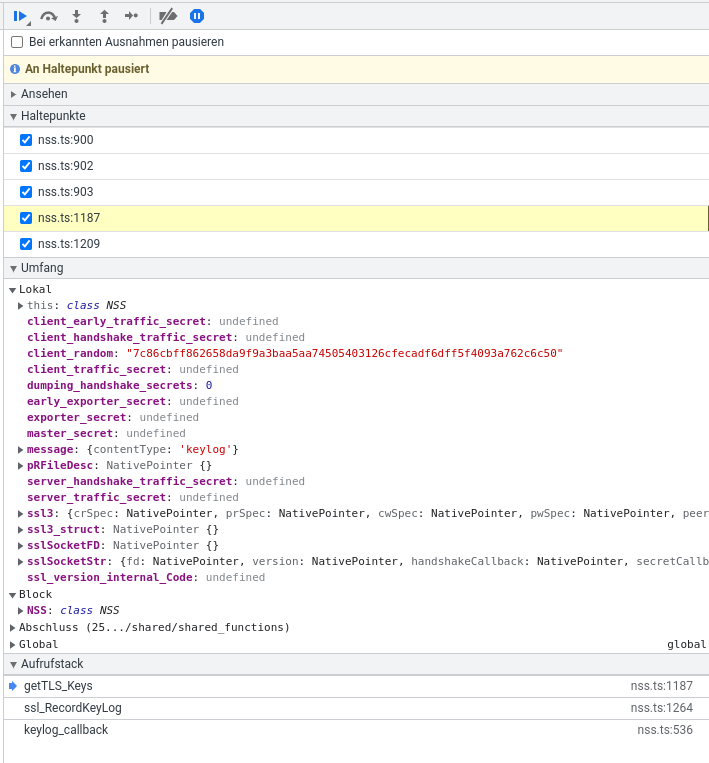 Bei erkannten Ausnahmen pausieren
An Haltepunkt pausiert
Ansehen
Haltepunkte
nss.ts:900
nss.ts:902
nss.ts:903
nss.ts:1187
nss.ts:1209
Umfang
Lokal
this: class NSS
client_early_traffic_secret: undefined
client_handshake_traffic_secret: undefined
client_random: "7c86cbff862658da9f9a3baa5aa74505403126cfecadf6dff5f4093a762c6c50"
client_traffic_secret: undefined
dumping_handshake_secrets: 0
early_exporter_secret: undefined
exporter_secret: undefined
master_secret: undefined
message: {contentType: 'keylog'}
pRFileDesc: NativePointer {}
server_handshake_traffic_secret: undefined
server_traffic_secret: undefined
ssl3: {crSpec: NativePointer, prSpec: NativePointer, cwSpec: NativePointer, pwSpec: NativePointer, peer
ssl3_struct: NativePointer {}
sslSocketFD: NativePointer {}
sslSocketStr: {fd: NativePointer, version: NativePointer, handshakeCallback: NativePointer, secretCallb
ssl_version_internal_Code: undefined
Block
NSS: class NSS
Abschluss (25.../shared/shared_functions)
Global global
Aufrufstack
getTLS_Keys nss.ts:1187
ssl_RecordKeyLog nss.ts:1264
keylog_callback nss.ts:536